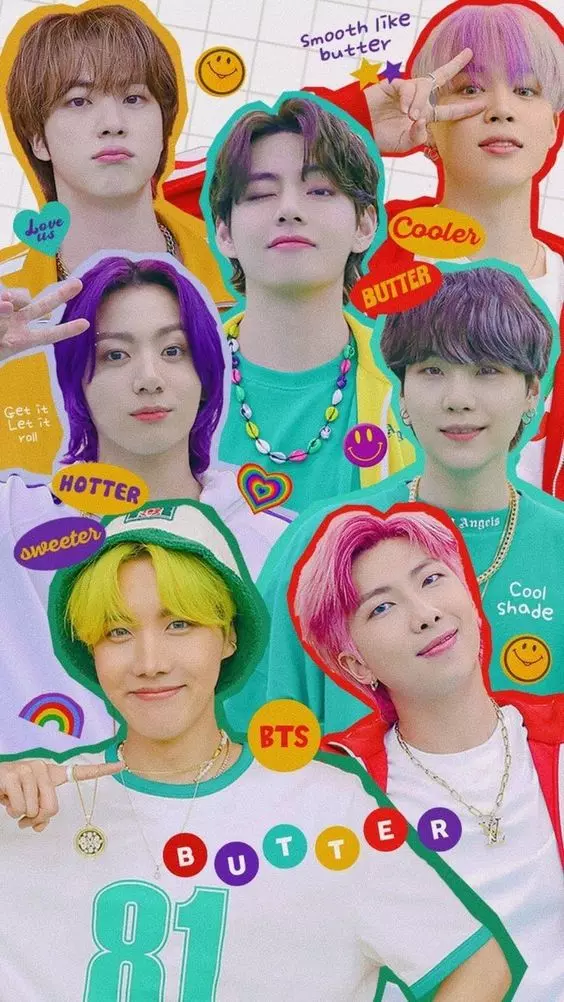 Smooth like
butter
Love
us
Cooler
BUTTER
Get it
Let it
roll
HOTTER
sweeter
Angels
Cool
shade
BTS
BUTTER
81